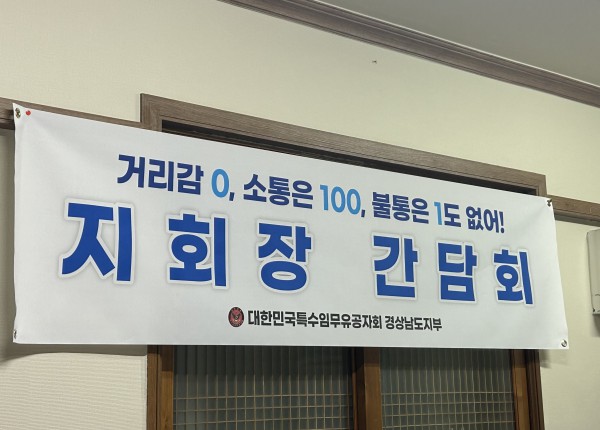 거리감 0, 소통은 100, 불통은 1도 없어!
지회장 간담회
대한민국특수임무유공자회 경상남도지부